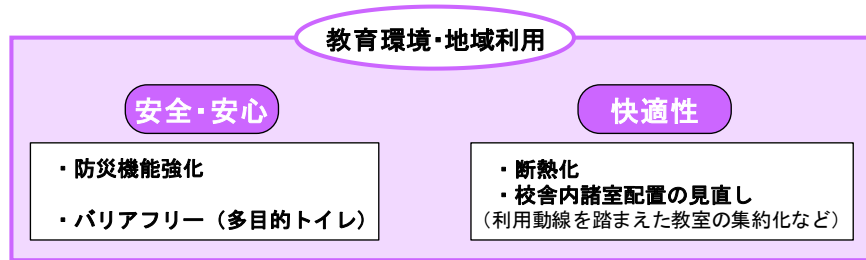 教育環境・地域利用
安全・安心
・防災機能強化
・バリアフリー（多目的トイレ）
快適性
・断熱化
・校舎内諸室配置の見直し
（利用動線を踏まえた教室の集約化など）